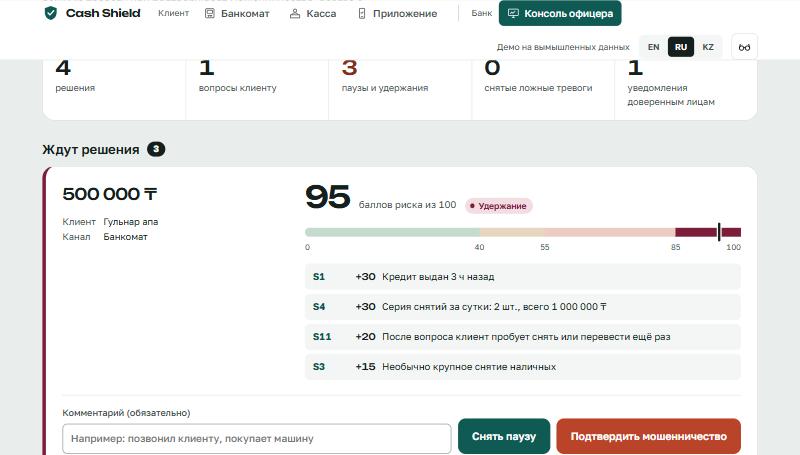 Cash Shield Клиент Банкомат Касса Приложение Банк Консоль офицера
Демо на вымышленных данных EN RU KZ
4 1 3 0 1
решения вопросы клиенту паузы и удержания снятые ложные тревоги уведомления
доверенным лицам
Ждут решения 3
500 000 ₸
Клиент Гульнар апа
Канал Банкомат
95 баллов риска из 100 Удержание
0 40 55 85 100
S1 +30 Кредит выдан 3 ч назад
S4 +30 Серия снятий за сутки: 2 шт., всего 1 000 000 ₸
S11 +20 После вопроса клиент пробует снять или перевести ещё раз
S3 +15 Необычно крупное снятие наличных
Комментарий (обязательно)
Например: позвонил клиенту, покупает машину Снять паузу Подтвердить мошенничество